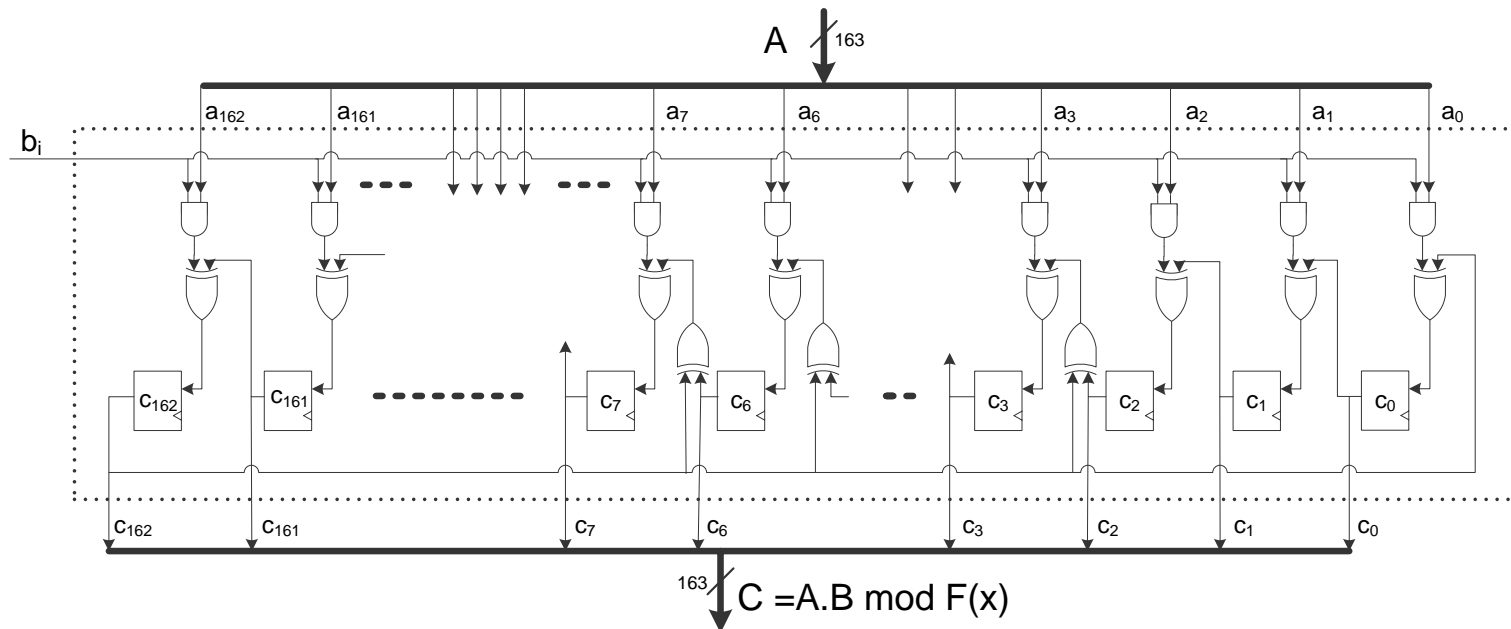 A 163
a₁₆₂ a₁₆₁ a₇ a₆ a₃ a₂ a₁ a₀
bᵢ
c₁₆₂ c₁₆₁ c₇ c₆ c₃ c₂ c₁ c₀
c₁₆₂ c₁₆₁ c₇ c₆ c₃ c₂ c₁ c₀
163
C =A.B mod F(x)